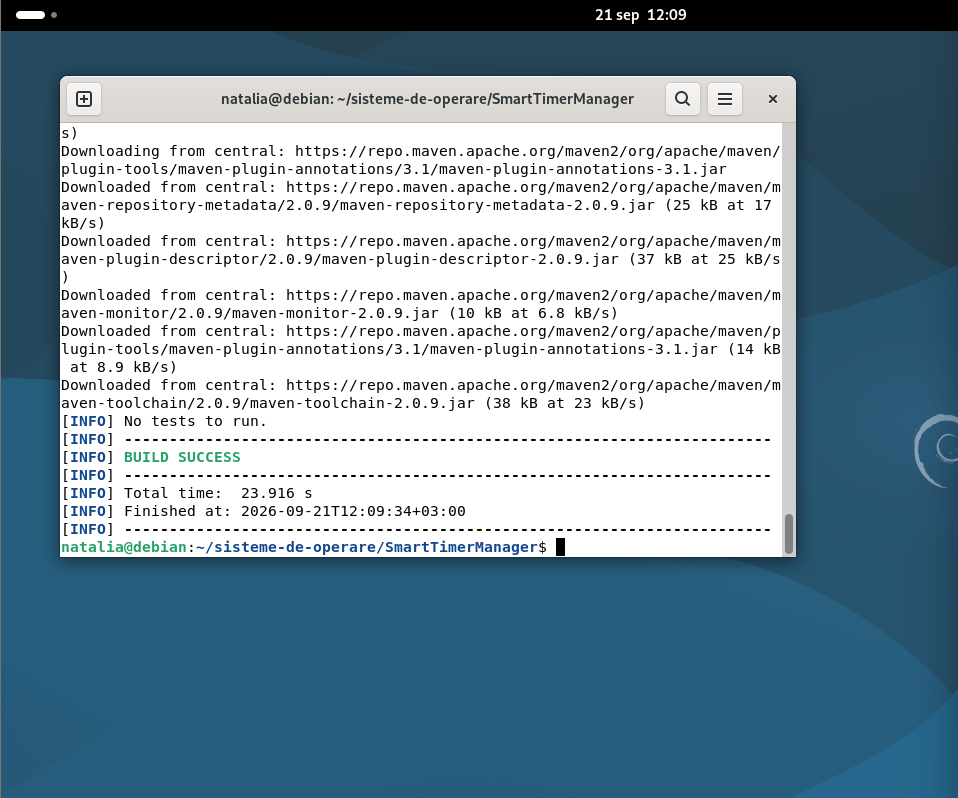 21 sep 12:09
natalia@debian: ~/sisteme-de-operare/SmartTimerManager
s)
Downloading from central: https://repo.maven.apache.org/maven2/org/apache/maven/
plugin-tools/maven-plugin-annotations/3.1/maven-plugin-annotations-3.1.jar
Downloaded from central: https://repo.maven.apache.org/maven2/org/apache/maven/m
aven-repository-metadata/2.0.9/maven-repository-metadata-2.0.9.jar (25 kB at 17
kB/s)
Downloaded from central: https://repo.maven.apache.org/maven2/org/apache/maven/m
aven-plugin-descriptor/2.0.9/maven-plugin-descriptor-2.0.9.jar (37 kB at 25 kB/s
)
Downloaded from central: https://repo.maven.apache.org/maven2/org/apache/maven/m
aven-monitor/2.0.9/maven-monitor-2.0.9.jar (10 kB at 6.8 kB/s)
Downloaded from central: https://repo.maven.apache.org/maven2/org/apache/maven/p
lugin-tools/maven-plugin-annotations/3.1/maven-plugin-annotations-3.1.jar (14 kB
 at 8.9 kB/s)
Downloaded from central: https://repo.maven.apache.org/maven2/org/apache/maven/m
aven-toolchain/2.0.9/maven-toolchain-2.0.9.jar (38 kB at 23 kB/s)
[INFO] No tests to run.
[INFO] ------------------------------------------------------------------------
[INFO] BUILD SUCCESS
[INFO] ------------------------------------------------------------------------
[INFO] Total time:  23.916 s
[INFO] Finished at: 2026-09-21T12:09:34+03:00
[INFO] ------------------------------------------------------------------------
natalia@debian:~/sisteme-de-operare/SmartTimerManager$